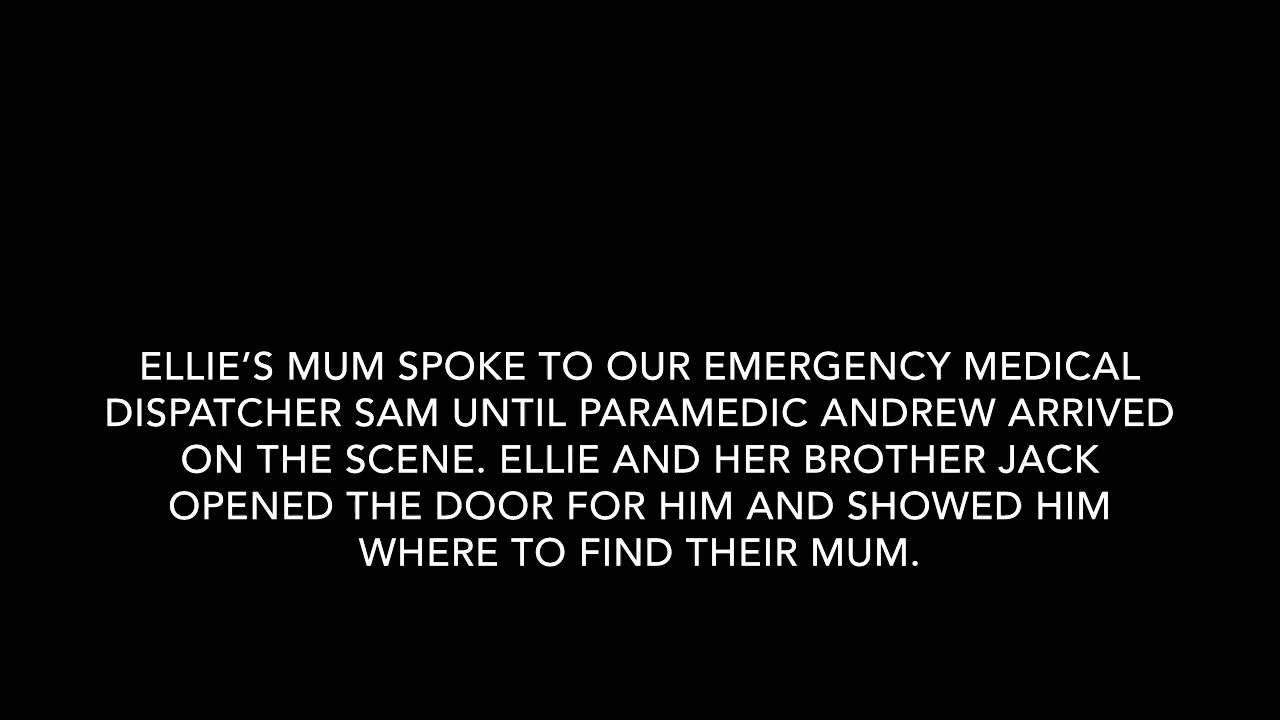 ELLIE’S MUM SPOKE TO OUR EMERGENCY MEDICAL
DISPATCHER SAM UNTIL PARAMEDIC ANDREW ARRIVED
ON THE SCENE. ELLIE AND HER BROTHER JACK
OPENED THE DOOR FOR HIM AND SHOWED HIM
WHERE TO FIND THEIR MUM.